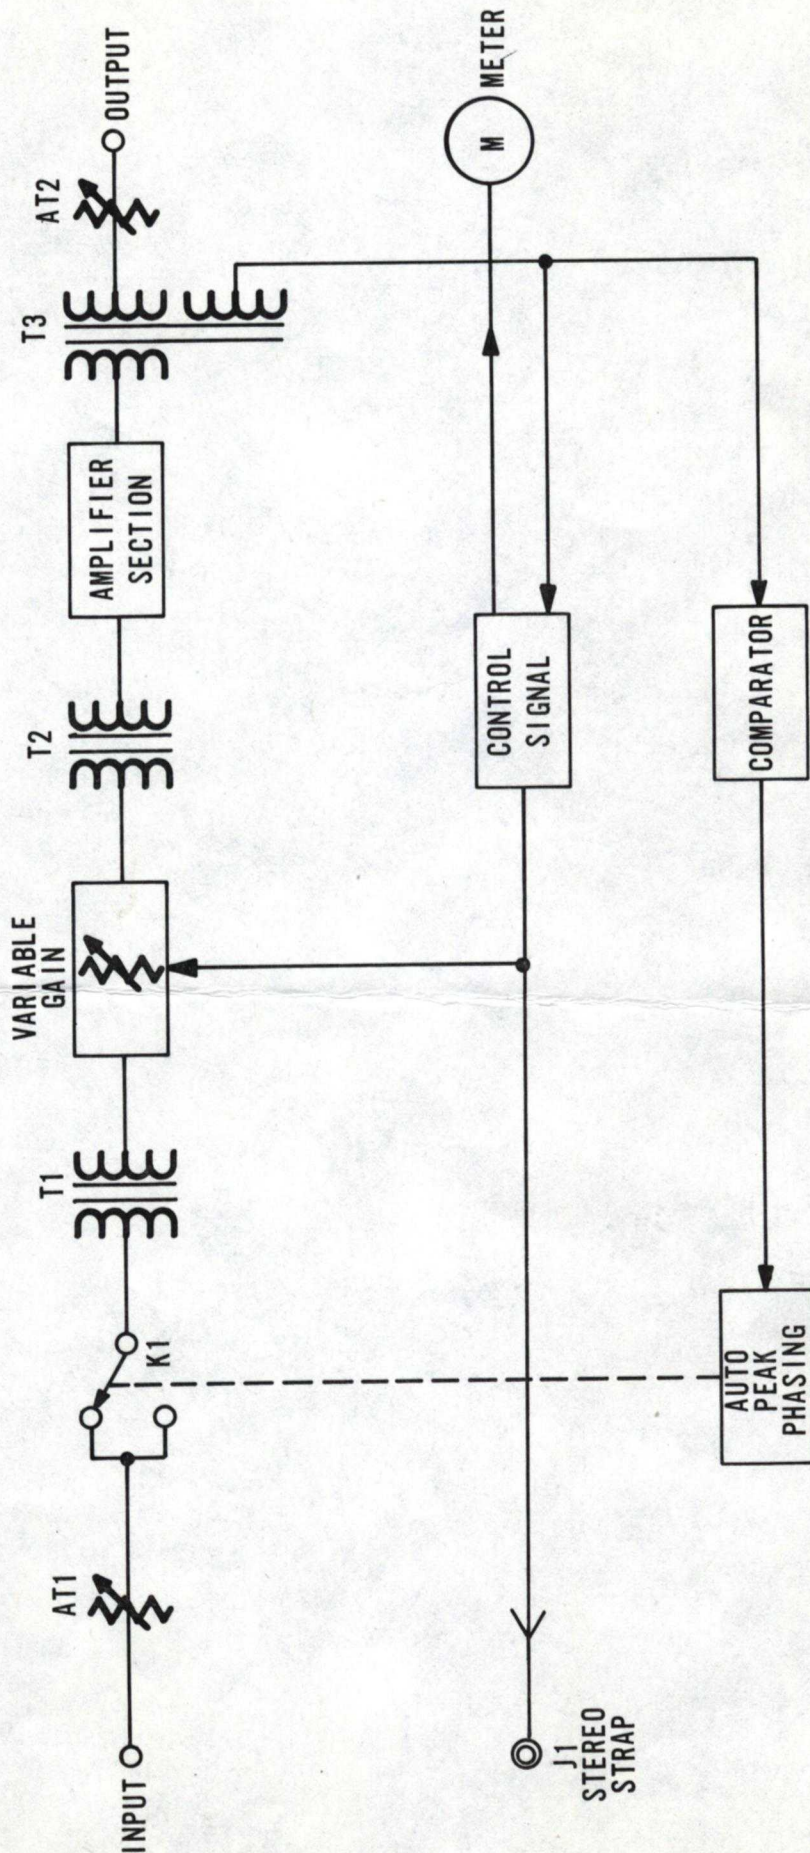 INPUT
AT1
K1
T1
VARIABLE
GAIN
T2
AMPLIFIER
SECTION
T3
AT2
OUTPUT
J1
STEREO
STRAP
CONTROL
SIGNAL
M
METER
AUTO
PEAK
PHASING
COMPARATOR